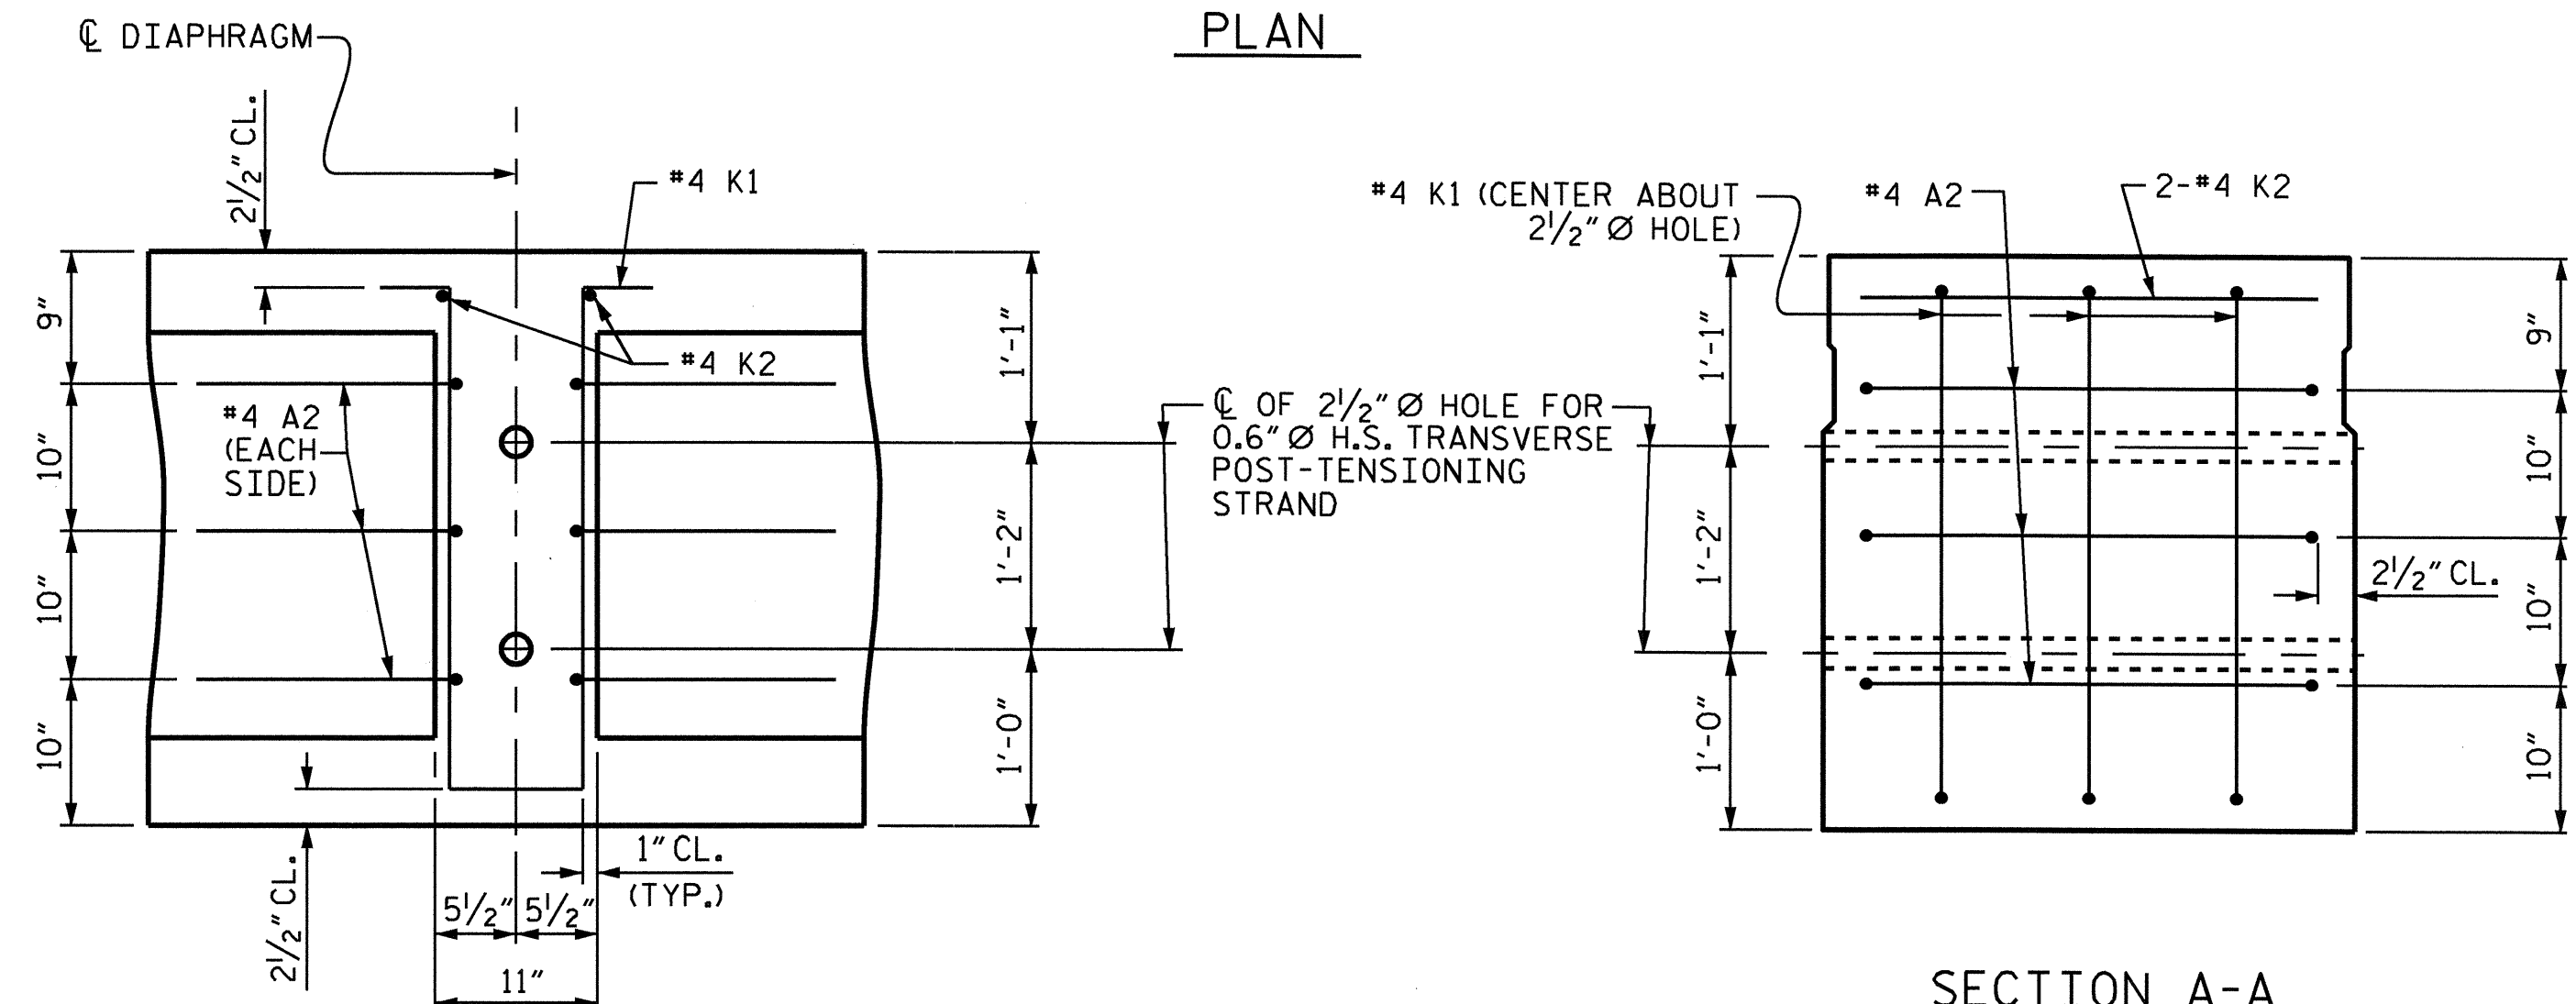 PLAN
℄ DIAPHRAGM
2½" CL.
#4 K1
#4 K2
9"
10"
10"
10"
#4 A2
(EACH
SIDE)
1'-1"
1'-2"
1'-0"
℄ OF 2½" Ø HOLE FOR
0.6" Ø H.S. TRANSVERSE
POST-TENSIONING
STRAND
2½" CL.
1" CL.
(TYP.)
5½"
5½"
11"
#4 K1 (CENTER ABOUT
2½" Ø HOLE)
#4 A2
2-#4 K2
1'-1"
1'-2"
1'-0"
9"
10"
10"
10"
2½" CL.
SECTION A-A